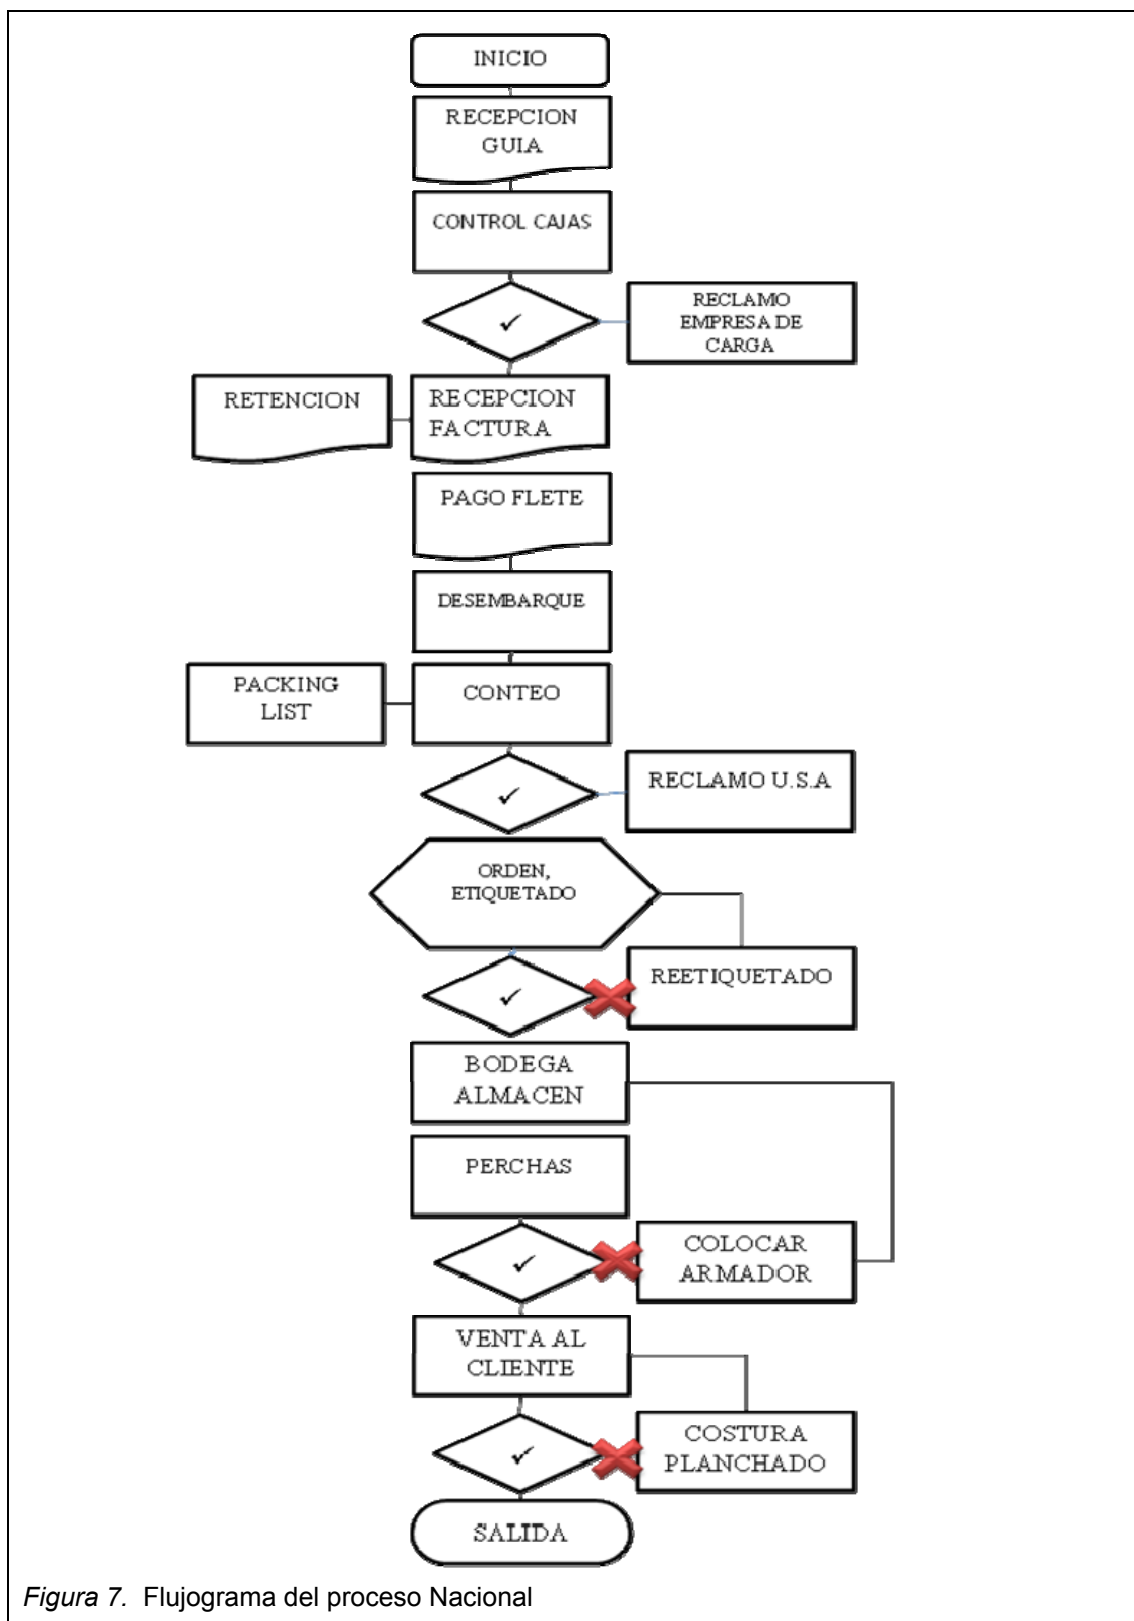 INICIO
RECEPCION
GUIA
CONTROL CAJAS
✓
RECLAMO
EMPRESA DE
CARGA
RETENCION
RECEPCION
FACTURA
PAGO FLETE
DESEMBARQUE
PACKING
LIST
CONTEO
✓
RECLAMO U.S.A
ORDEN,
ETIQUETADO
✓
REETIQUETADO
BODEGA
ALMACEN
PERCHAS
✓
COLOCAR
ARMADOR
VENTA AL
CLIENTE
✓
COSTURA
PLANCHADO
SALIDA
Figura 7. Flujograma del proceso Nacional